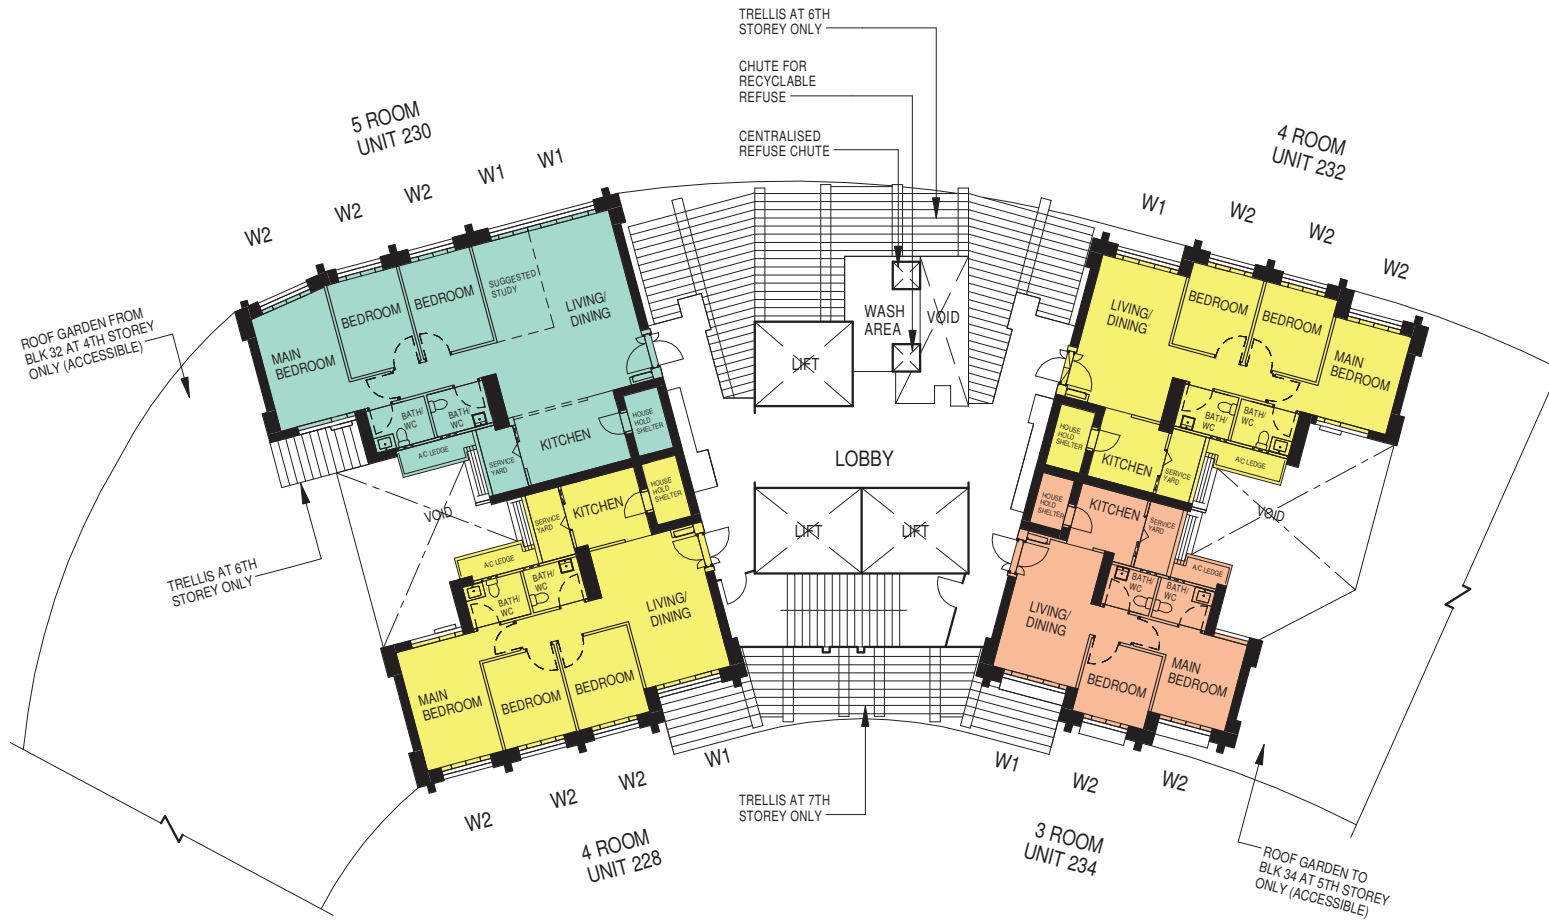 TRELLIS AT 6TH
STOREY ONLY
CHUTE FOR
RECYCLABLE
REFUSE
CENTRALISED
REFUSE CHUTE
5 ROOM
UNIT 230
W2
W2
W2
W1
W1
ROOF GARDEN FROM
BLK 32 AT 4TH STOREY
ONLY (ACCESSIBLE)
MAIN
BEDROOM
BEDROOM
BEDROOM
SUGGESTED
STUDY
LIVING/
DINING
BATH/
WC
BATH/
WC
A/C LEDGE
SERVICE
YARD
KITCHEN
HOUSE
HOLD
SHELTER
VOID
TRELLIS AT 6TH
STOREY ONLY
WASH
AREA
VOID
LIFT
LOBBY
LIFT
LIFT
4 ROOM
UNIT 232
W1
W2
W2
W2
LIVING/
DINING
BEDROOM
BEDROOM
MAIN
BEDROOM
BATH/
WC
BATH/
WC
A/C LEDGE
HOUSE
HOLD
SHELTER
KITCHEN
SERVICE
YARD
VOID
SERVICE
YARD
KITCHEN
HOUSE
HOLD
SHELTER
A/C LEDGE
BATH/
WC
BATH/
WC
LIVING/
DINING
MAIN
BEDROOM
BEDROOM
BEDROOM
W2
W2
W2
W1
4 ROOM
UNIT 228
TRELLIS AT 7TH
STOREY ONLY
HOUSE
HOLD
SHELTER
KITCHEN
SERVICE
YARD
A/C LEDGE
BATH/
WC
BATH/
WC
LIVING/
DINING
BEDROOM
MAIN
BEDROOM
W1
W2
W2
3 ROOM
UNIT 234
ROOF GARDEN TO
BLK 34 AT 5TH STOREY
ONLY (ACCESSIBLE)